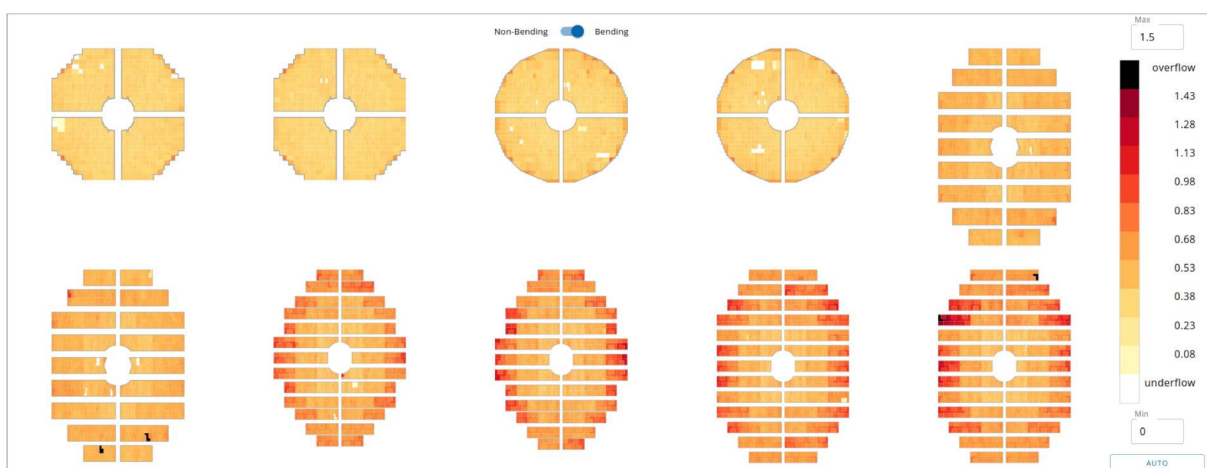 Non-Bending Bending
Max
1.5
overflow
1.43
1.28
1.13
0.98
0.83
0.68
0.53
0.38
0.23
0.08
underflow
Min
0
AUTO